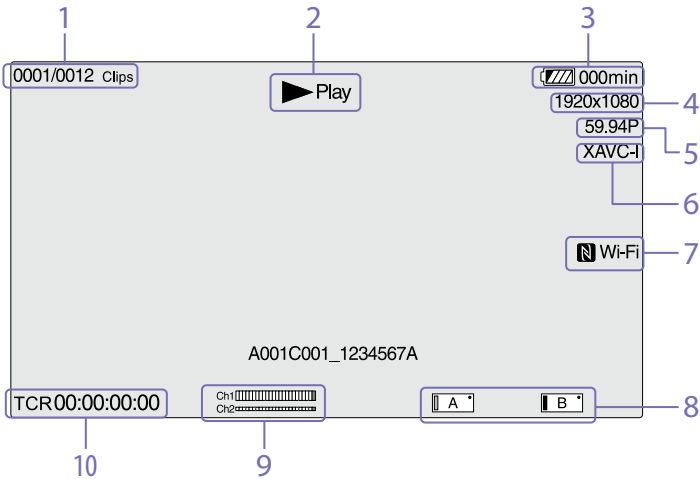 1 2 3
0001/0012 Clips
Play
000min
1920x1080 4
59.94P 5
XAVC-I 6
N Wi-Fi 7
A001C001_1234567A
TCR 00:00:00:00
Ch1
Ch2
A B 8
10 9